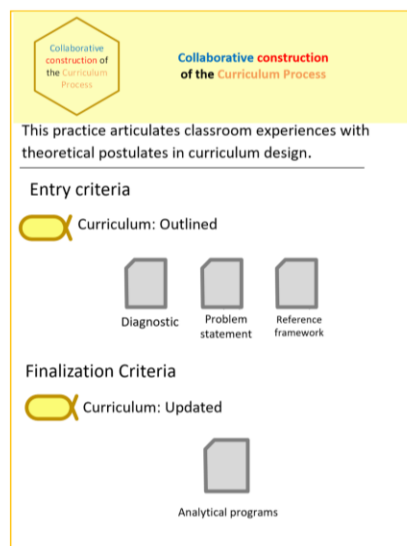 Collaborative
construction of
the Curriculum
Process
Collaborative construction
of the Curriculum Process
This practice articulates classroom experiences with
theoretical postulates in curriculum design.
Entry criteria
Curriculum: Outlined
Diagnostic
Problem
statement
Reference
framework
Finalization Criteria
Curriculum: Updated
Analytical programs